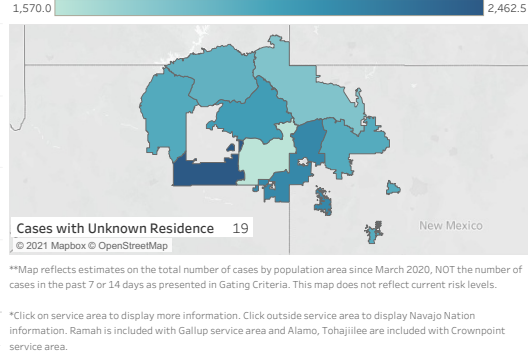 1,570.0 2,462.5
Cases with Unknown Residence 19
© 2021 Mapbox © OpenStreetMap
New Mexico
**Map reflects estimates on the total number of cases by population area since March 2020, NOT the number of
cases in the past 7 or 14 days as presented in Gating Criteria. This map does not reflect current risk levels.
*Click on service area to display more information. Click outside service area to display Navajo Nation
information. Ramah is included with Gallup service area and Alamo, Tohajiilee are included with Crownpoint
service area.